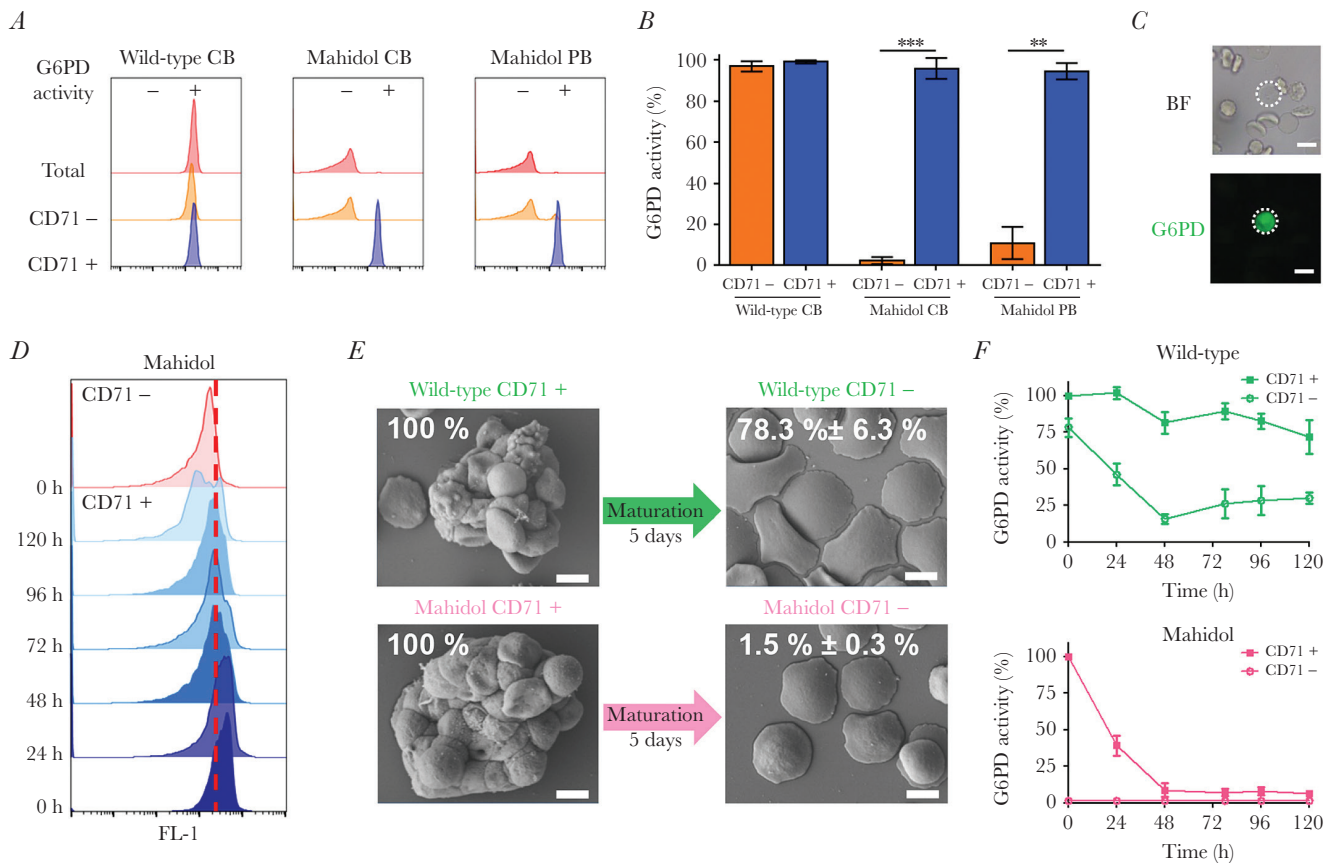 A
Wild-type CB
Mahidol CB
Mahidol PB
G6PD
activity
– +
– +
– +
Total
CD71 –
CD71 +
B
G6PD activity (%)
100
80
60
40
20
0
***
**
CD71 – CD71 +
CD71 – CD71 +
CD71 – CD71 +
Wild-type CB
Mahidol CB
Mahidol PB
C
BF
G6PD
D
Mahidol
CD71 –
0 h
CD71 +
120 h
96 h
72 h
48 h
24 h
0 h
FL-1
E
Wild-type CD71 +
100 %
Maturation
5 days
Wild-type CD71 –
78.3 %± 6.3 %
Mahidol CD71 +
100 %
Maturation
5 days
Mahidol CD71 –
1.5 % ± 0.3 %
F
Wild-type
CD71 +
CD71 –
G6PD activity (%)
100
75
50
25
0
0 24 48 72 96 120
Time (h)
Mahidol
CD71 +
CD71 –
G6PD activity (%)
100
75
50
25
0
0 24 48 72 96 120
Time (h)